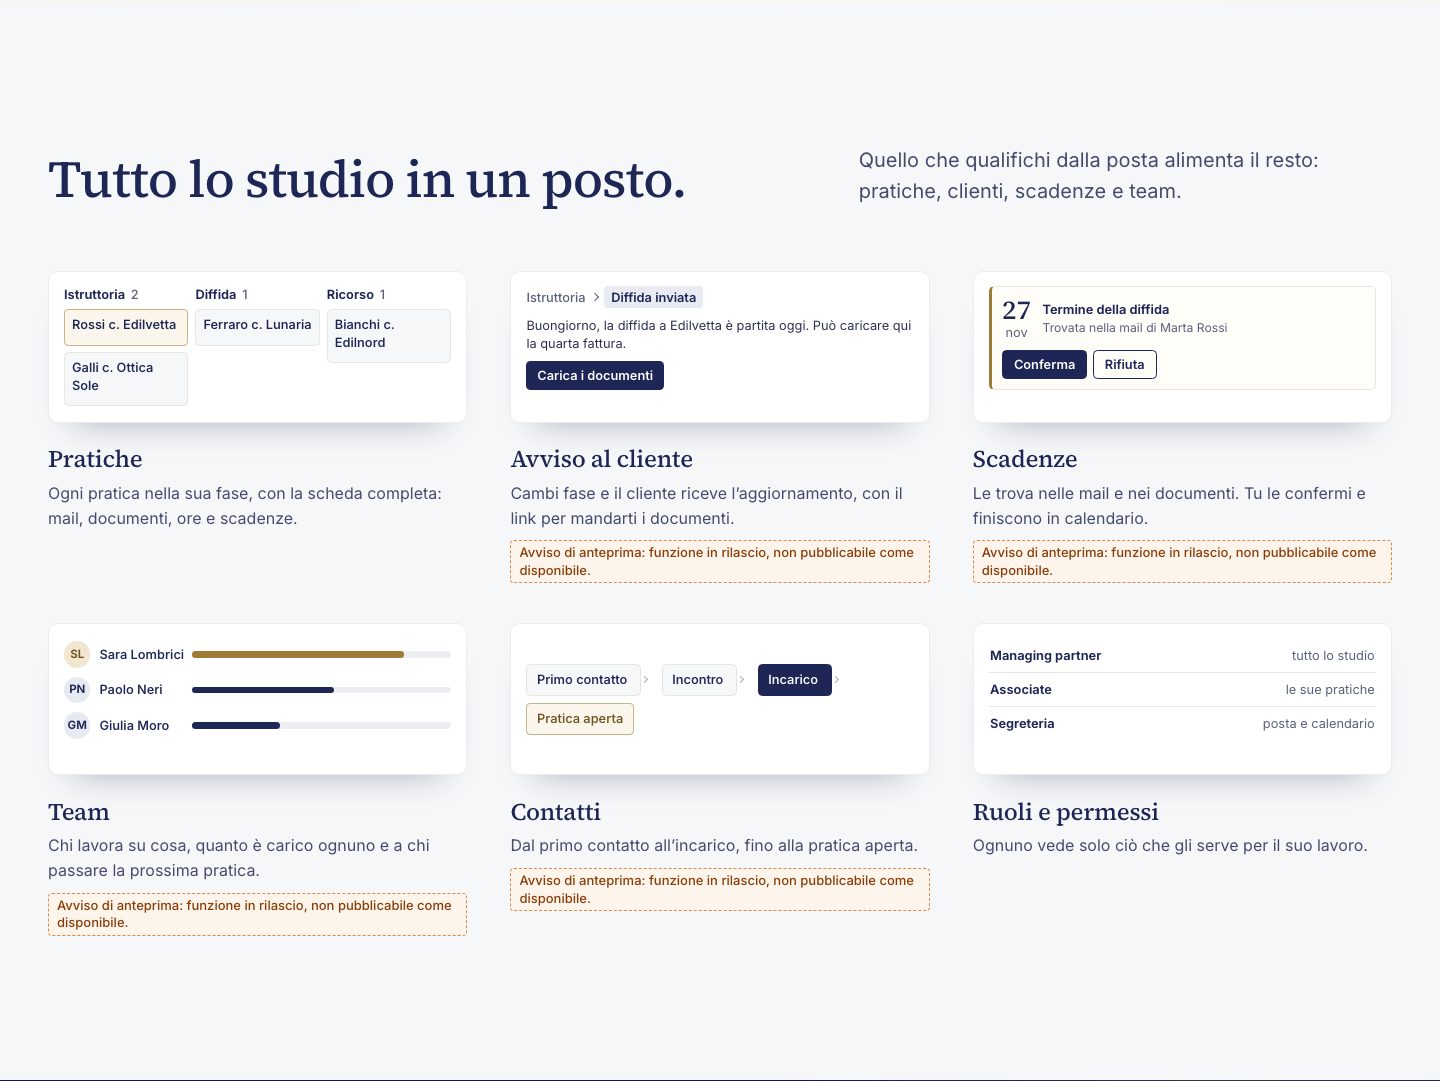 Tutto lo studio in un posto.
Quello che qualifichi dalla posta alimenta il resto:
pratiche, clienti, scadenze e team.
Istruttoria 2
Rossi c. Edilvetta
Galli c. Ottica
Sole
Diffida 1
Ferraro c. Lunaria
Ricorso 1
Bianchi c.
Edilnord
Pratiche
Ogni pratica nella sua fase, con la scheda completa:
mail, documenti, ore e scadenze.
Istruttoria > Diffida inviata
Buongiorno, la diffida a Edilvetta è partita oggi. Può caricare qui
la quarta fattura.
Carica i documenti
Avviso al cliente
Cambi fase e il cliente riceve l’aggiornamento, con il
link per mandarti i documenti.
Avviso di anteprima: funzione in rilascio, non pubblicabile come
disponibile.
27
nov
Termine della diffida
Trovata nella mail di Marta Rossi
Conferma
Rifiuta
Scadenze
Le trova nelle mail e nei documenti. Tu le confermi e
finiscono in calendario.
Avviso di anteprima: funzione in rilascio, non pubblicabile come
disponibile.
SL Sara Lombrici
PN Paolo Neri
GM Giulia Moro
Team
Chi lavora su cosa, quanto è carico ognuno e a chi
passare la prossima pratica.
Avviso di anteprima: funzione in rilascio, non pubblicabile come
disponibile.
Primo contatto > Incontro > Incarico >
Pratica aperta
Contatti
Dal primo contatto all’incarico, fino alla pratica aperta.
Avviso di anteprima: funzione in rilascio, non pubblicabile come
disponibile.
Managing partner tutto lo studio
Associate le sue pratiche
Segreteria posta e calendario
Ruoli e permessi
Ognuno vede solo ciò che gli serve per il suo lavoro.